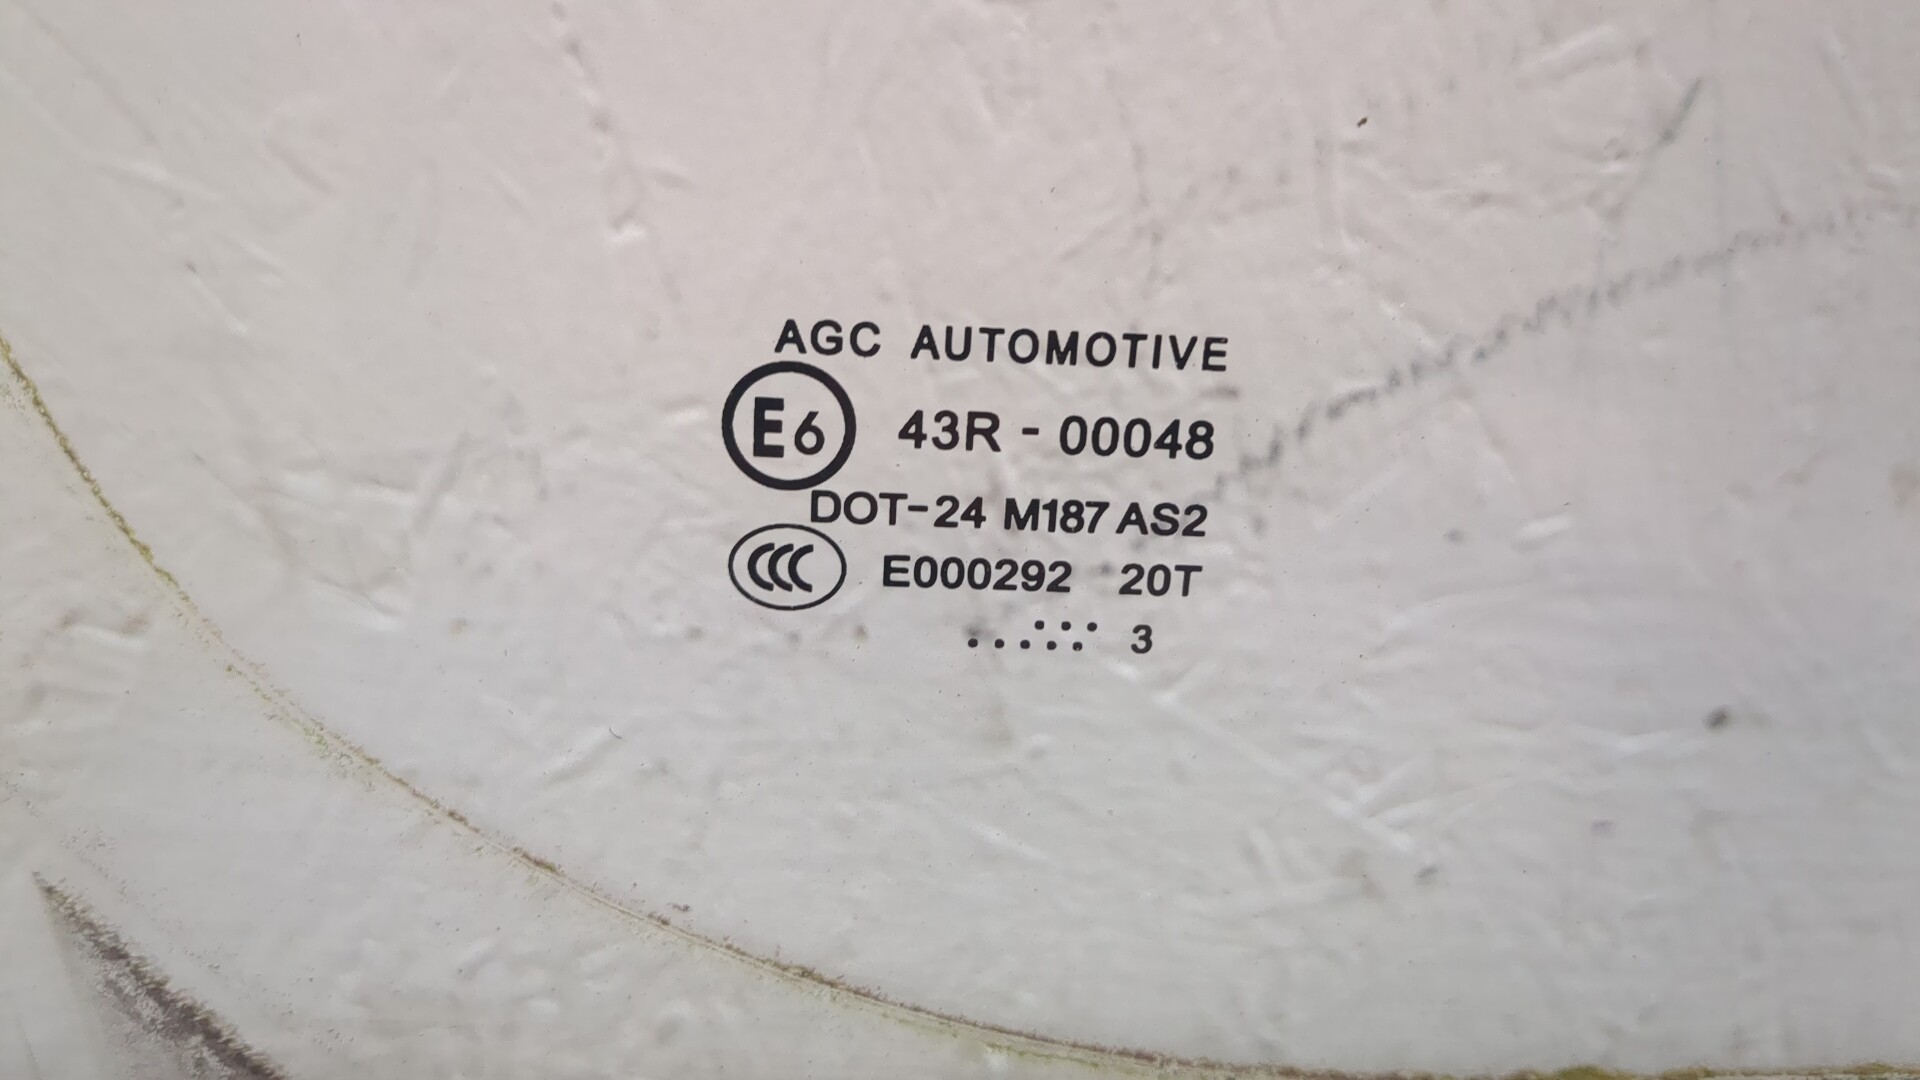 AGC AUTOMOTIVE
E6 43R - 00048
DOT-24 M187 AS2
CCC E000292 20T
3